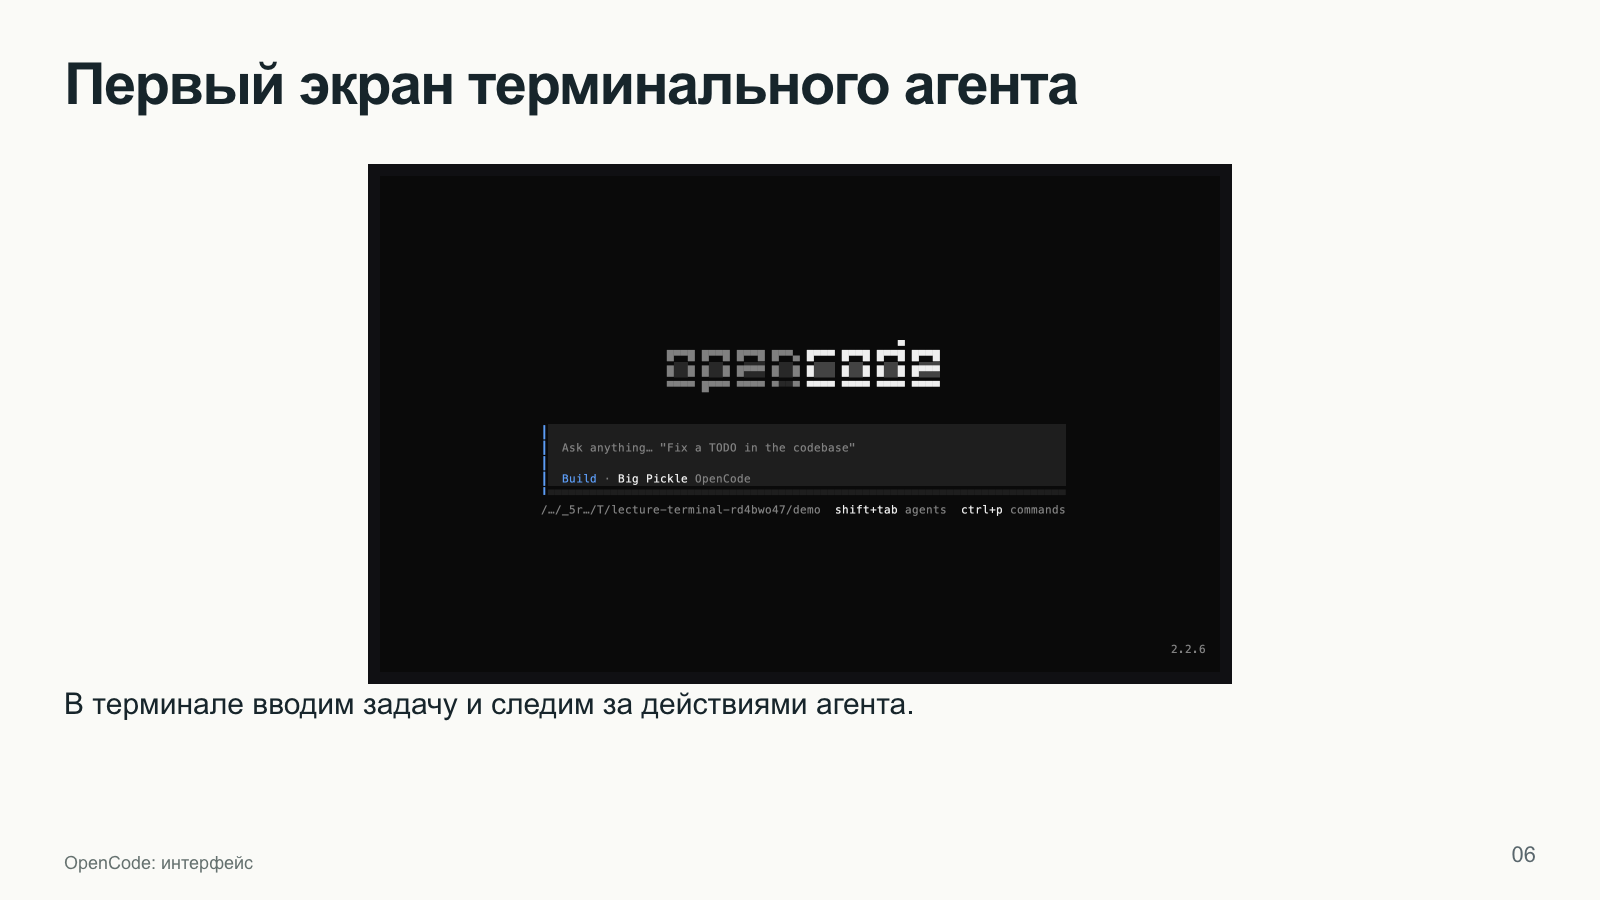 Первый экран терминального агента
opencode
Ask anything… "Fix a TODO in the codebase"
Build · Big Pickle OpenCode
/…/_5r…/T/lecture-terminal-rd4bwo47/demo shift+tab agents ctrl+p commands
2.2.6
В терминале вводим задачу и следим за действиями агента.
OpenCode: интерфейс
06